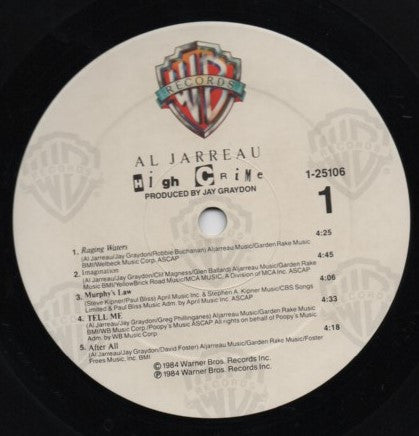 WB
RECORDS
AL JARREAU
High Crime
1-25106
PRODUCED BY JAY GRAYDON
1
1. Raging Waters 4:25
(Al Jarreau/Jay Graydon/Robbie Buchanan) Aljarreau Music/Garden Rake Music
BMI/Welbeck Music Corp. ASCAP
2. Imagination 4:45
(Al Jarreau/Jay Graydon/Clif Magness/Glen Ballard) Aljarreau Music/Garden Rake
Music BMI/YellowBrick Road Music/MCA MUSIC, A Division of MCA Inc. ASCAP
3. Murphy's Law 4:06
(Steve Kipner/Paul Bliss) April Music Inc. & Stephen A. Kipner Music/CBS Songs
Limited & Paul Bliss Music Adm. by April Music Inc. ASCAP
4. TELL ME 4:33
(Al Jarreau/Jay Graydon/Greg Phillinganes) Aljarreau Music/Garden Rake Music
BMI/WB Music Corp./Poopy's Music ASCAP All rights on behalf of Poopy's Music
Adm. by WB Music Corp.
5. After All 4:18
(Al Jarreau/Jay Graydon/David Foster) Aljarreau Music/Garden Rake Music/Foster
Frees Music, Inc. BMI
©1984 Warner Bros. Records Inc.
℗1984 Warner Bros. Records Inc.